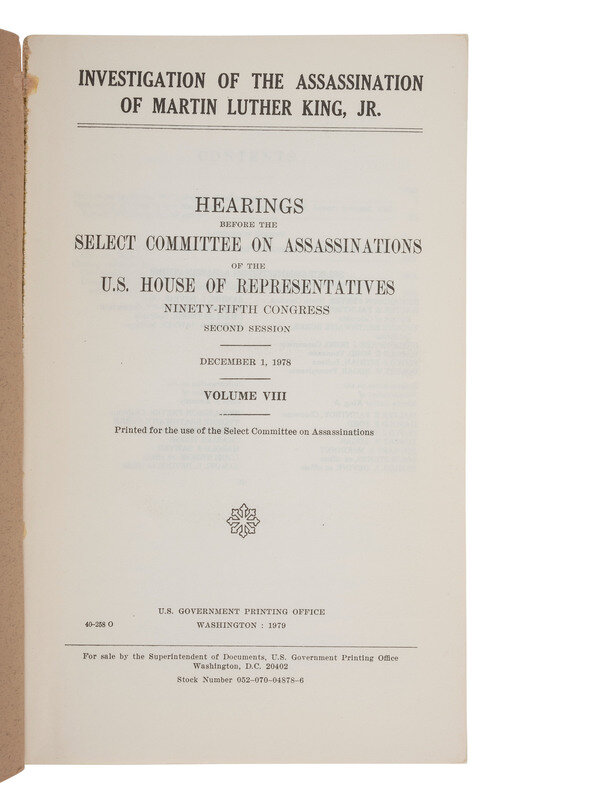 INVESTIGATION OF THE ASSASSINATION
OF MARTIN LUTHER KING, JR.
HEARINGS
BEFORE THE
SELECT COMMITTEE ON ASSASSINATIONS
OF THE
U.S. HOUSE OF REPRESENTATIVES
NINETY-FIFTH CONGRESS
SECOND SESSION
DECEMBER 1, 1978
VOLUME VIII
Printed for the use of the Select Committee on Assassinations
U.S. GOVERNMENT PRINTING OFFICE
40-258 O WASHINGTON : 1979
For sale by the Superintendent of Documents, U.S. Government Printing Office
Washington, D.C. 20402
Stock Number 052-070-04878-6